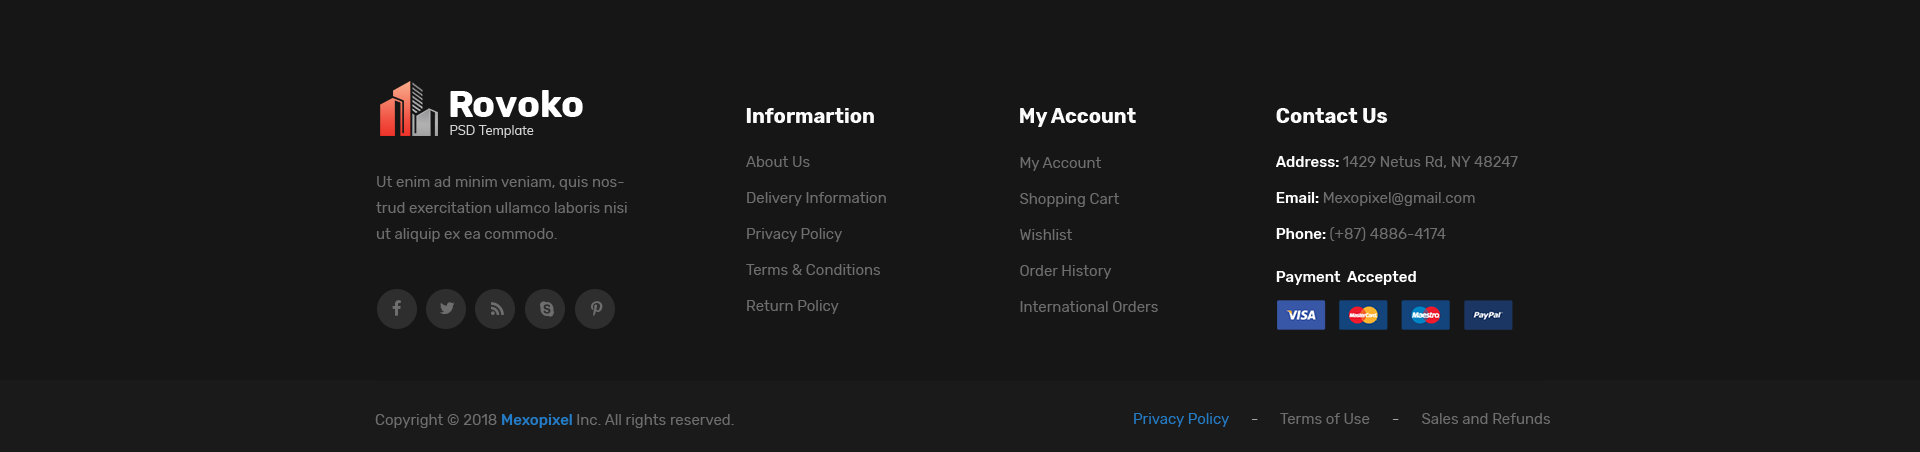 Rovoko
PSD Template
Ut enim ad minim veniam, quis nos-
trud exercitation ullamco laboris nisi
ut aliquip ex ea commodo.
Informartion
About Us
Delivery Information
Privacy Policy
Terms & Conditions
Return Policy
My Account
My Account
Shopping Cart
Wishlist
Order History
International Orders
Contact Us
Address: 1429 Netus Rd, NY 48247
Email: Mexopixel@gmail.com
Phone: (+87) 4886-4174
Payment Accepted
VISA MasterCard Maestro PayPal
Copyright © 2018 Mexopixel Inc. All rights reserved.
Privacy Policy - Terms of Use - Sales and Refunds